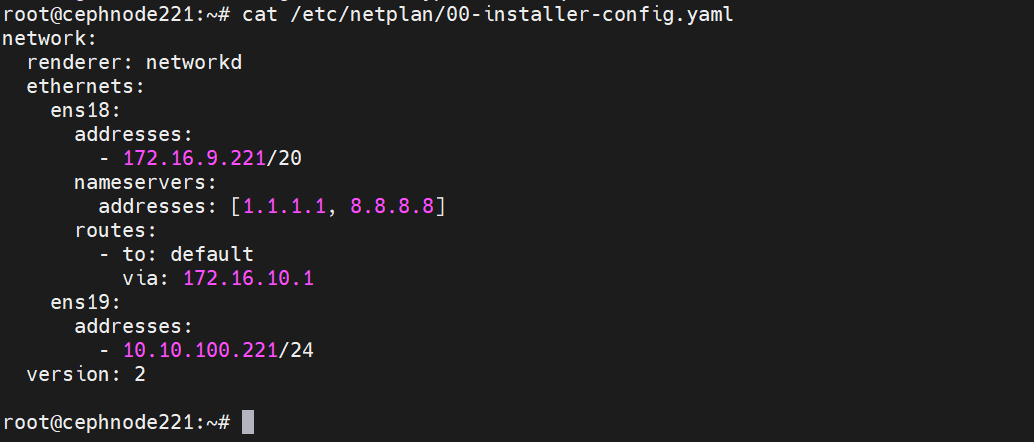 root@cephnode221:~# cat /etc/netplan/00-installer-config.yaml
network:
  renderer: networkd
  ethernets:
    ens18:
      addresses:
        - 172.16.9.221/20
      nameservers:
        addresses: [1.1.1.1, 8.8.8.8]
      routes:
        - to: default
          via: 172.16.10.1
    ens19:
      addresses:
        - 10.10.100.221/24
  version: 2
root@cephnode221:~#